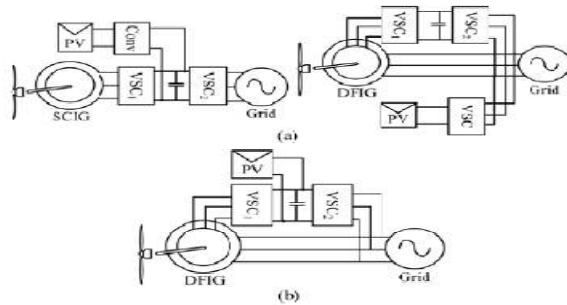 PV
Conv
VSC1
VSC2
SCIG
Grid
VSC1
VSC2
DFIG
Grid
PV
VSC
(a)
PV
VSC1
VSC2
DFIG
Grid
(b)